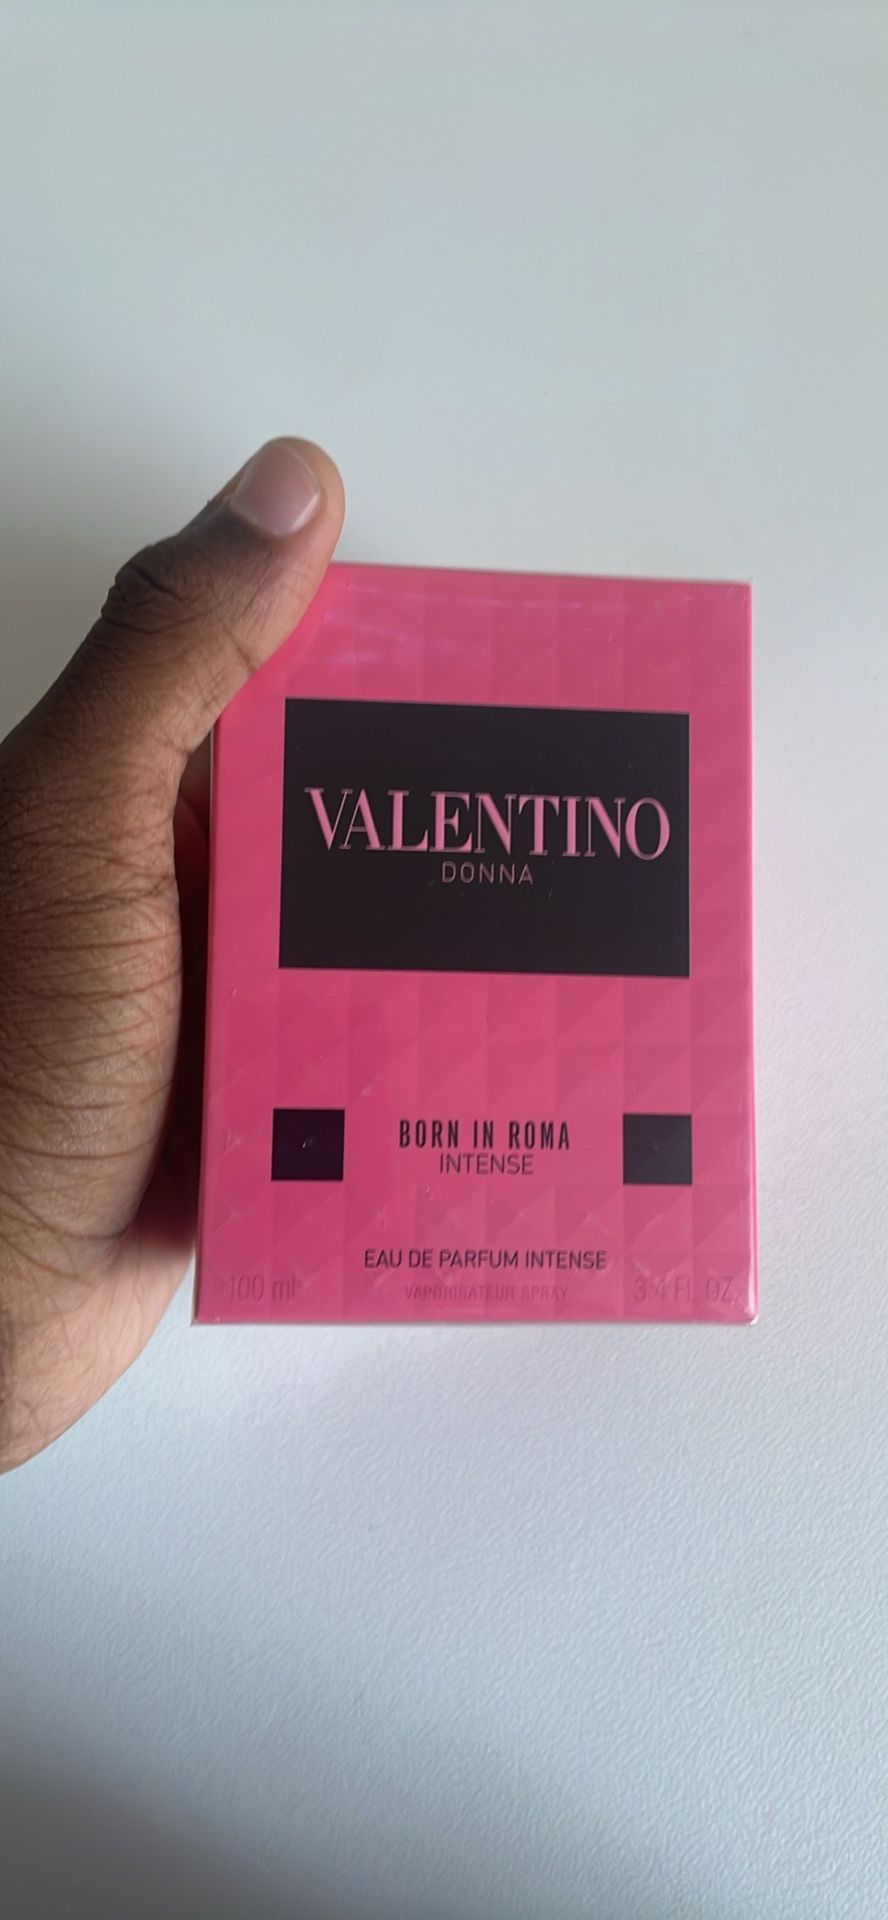 VALENTINO
DONNA
BORN IN ROMA
INTENSE
EAU DE PARFUM INTENSE
100 ml VAPORISATEUR SPRAY 3.4 FL.OZ.